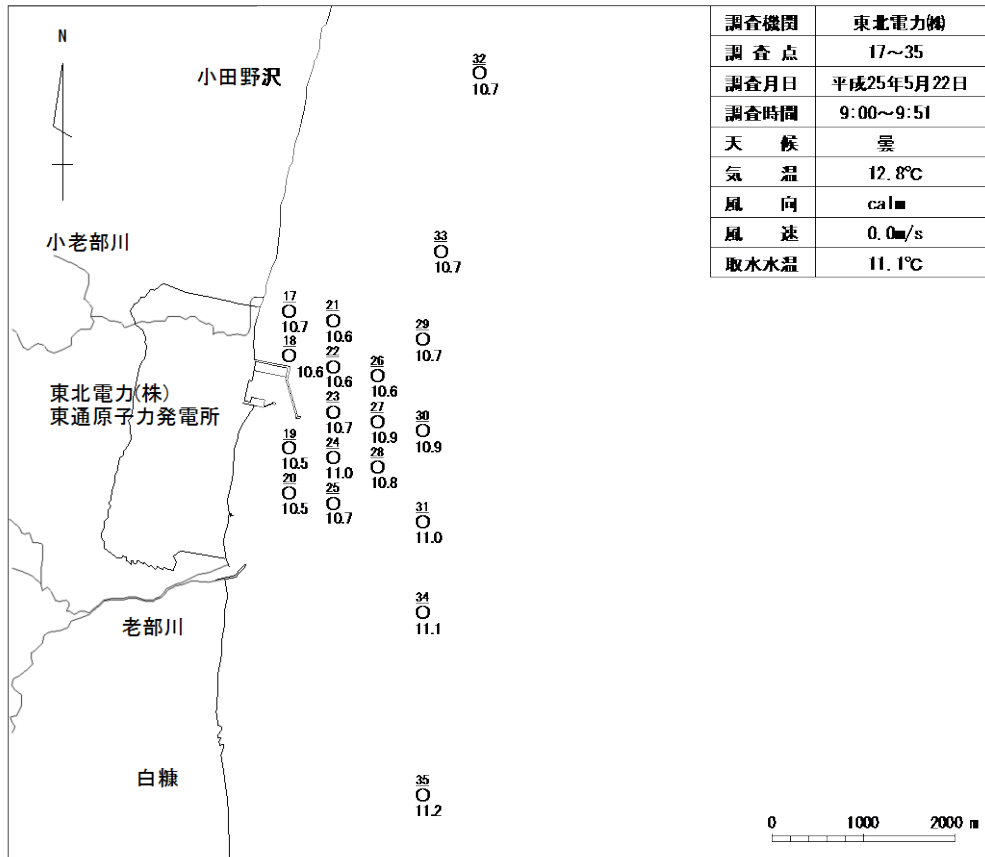 N
小田野沢
小老部川
東北電力(株)
東通原子力発電所
老部川
白糠
調査機関 東北電力㈱
調査点 17～35
調査月日 平成25年5月22日
調査時間 9:00～9:51
天候 曇
気温 12.8℃
風向 calm
風速 0.0m/s
取水水温 11.1℃
32
10.7
33
10.7
17
10.7
21
10.6
18
10.6
22
10.6
29
10.7
26
10.6
23
10.7
27
10.9
30
10.9
19
10.5
24
11.0
28
10.8
20
10.5
25
10.7
31
11.0
34
11.1
35
11.2
0 1000 2000 m